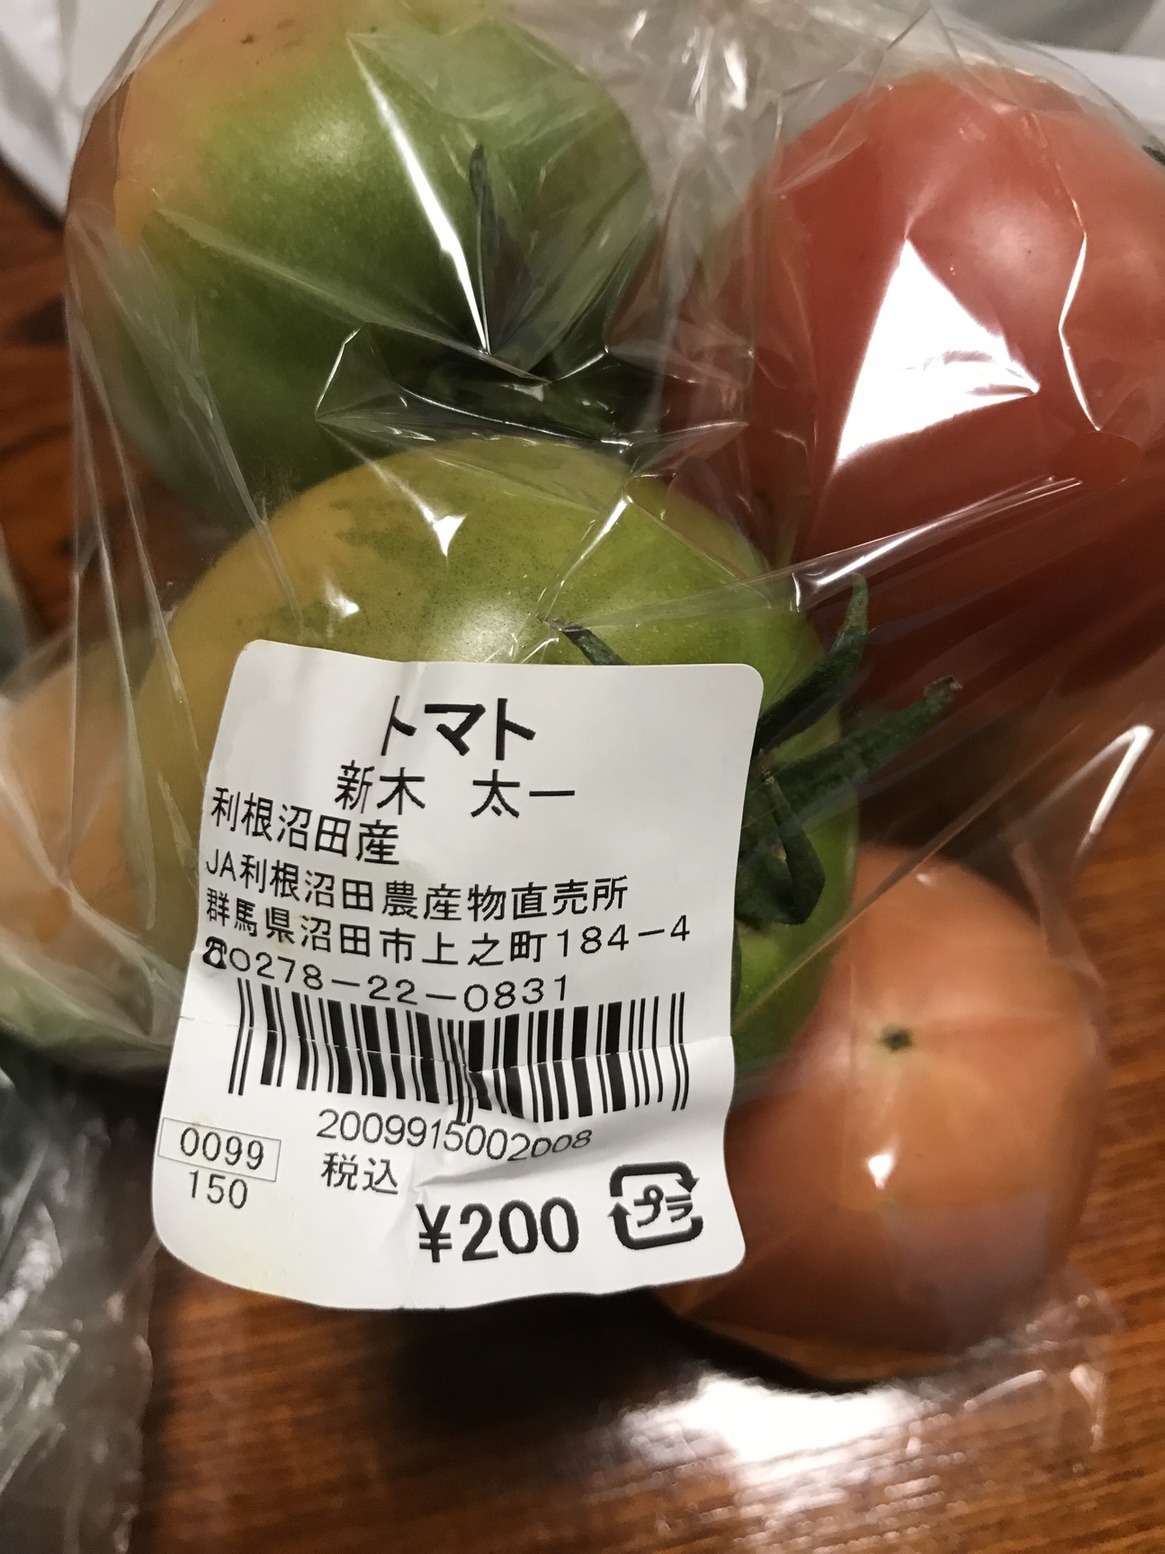 トマト
新木 太一
利根沼田産
JA利根沼田農産物直売所
群馬県沼田市上之町184-4
☎0278-22-0831
2009915002008
0099
税込
150
¥200
プラ